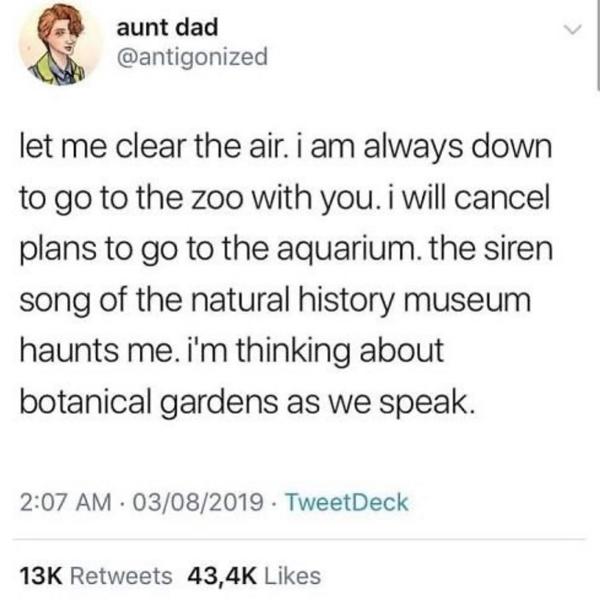 aunt dad
@antigonized
let me clear the air. i am always down
to go to the zoo with you. i will cancel
plans to go to the aquarium. the siren
song of the natural history museum
haunts me. i'm thinking about
botanical gardens as we speak.
2:07 AM · 03/08/2019 · TweetDeck
13K Retweets 43,4K Likes